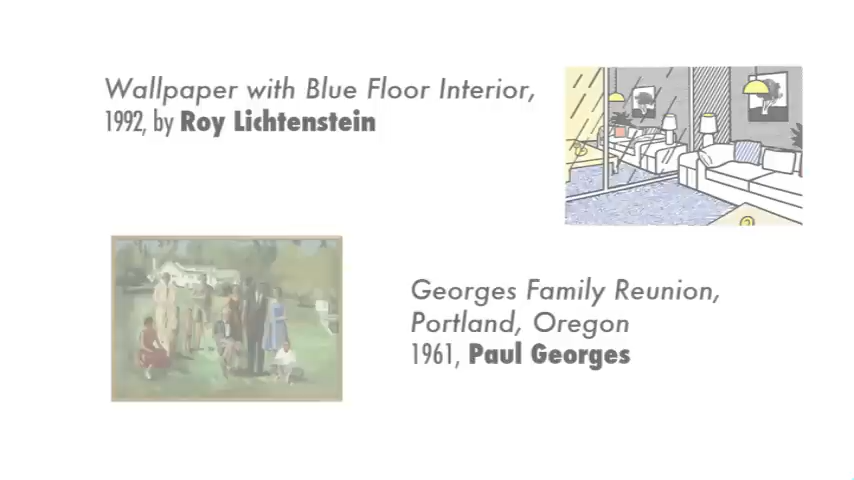 Wallpaper with Blue Floor Interior,
1992, by Roy Lichtenstein
Georges Family Reunion,
Portland, Oregon
1961, Paul Georges